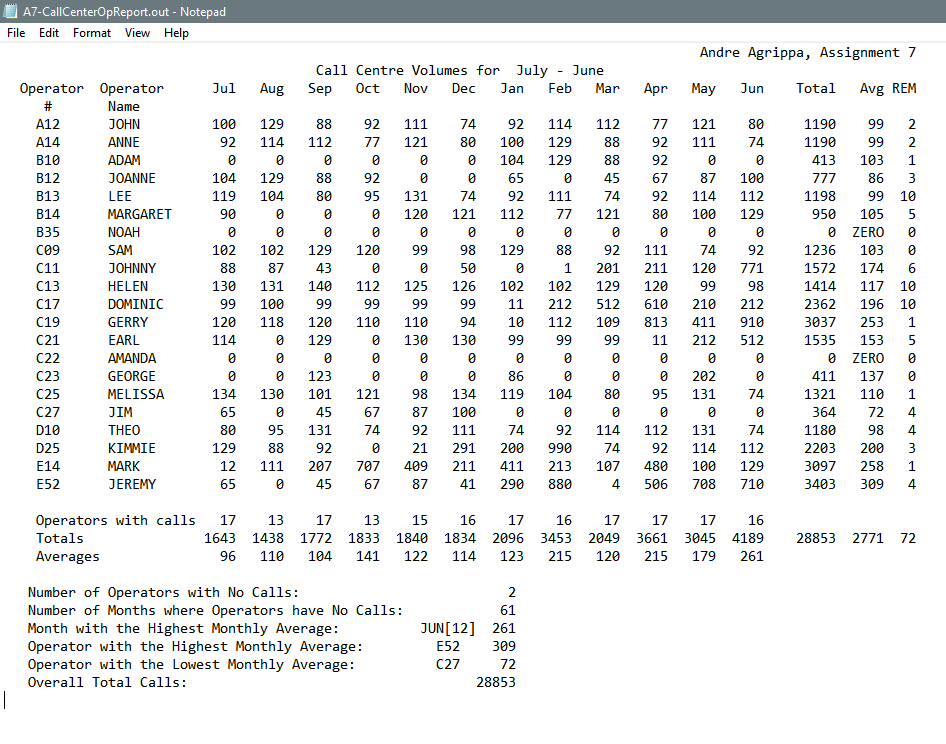 A7-CallCenterOpReport.out - Notepad
File Edit Format View Help
Andre Agrippa, Assignment 7
Call Centre Volumes for July - June
Operator Operator Jul Aug Sep Oct Nov Dec Jan Feb Mar Apr May Jun Total Avg REM
# Name
A12 JOHN 100 129 88 92 111 74 92 114 112 77 121 80 1190 99 2
A14 ANNE 92 114 112 77 121 80 100 129 88 92 111 74 1190 99 2
B10 ADAM 0 0 0 0 0 0 104 129 88 92 0 0 413 103 1
B12 JOANNE 104 129 88 92 0 0 65 0 45 67 87 100 777 86 3
B13 LEE 119 104 80 95 131 74 92 111 74 92 114 112 1198 99 10
B14 MARGARET 90 0 0 0 120 121 112 77 121 80 100 129 950 105 5
B35 NOAH 0 0 0 0 0 0 0 0 0 0 0 0 0 ZERO 0
C09 SAM 102 102 129 120 99 98 129 88 92 111 74 92 1236 103 0
C11 JOHNNY 88 87 43 0 0 50 0 1 201 211 120 771 1572 174 6
C13 HELEN 130 131 140 112 125 126 102 102 129 120 99 98 1414 117 10
C17 DOMINIC 99 100 99 99 99 99 11 212 512 610 210 212 2362 196 10
C19 GERRY 120 118 120 110 110 94 10 112 109 813 411 910 3037 253 1
C21 EARL 114 0 129 0 130 130 99 99 99 11 212 512 1535 153 5
C22 AMANDA 0 0 0 0 0 0 0 0 0 0 0 0 0 ZERO 0
C23 GEORGE 0 0 123 0 0 0 86 0 0 0 202 0 411 137 0
C25 MELISSA 134 130 101 121 98 134 119 104 80 95 131 74 1321 110 1
C27 JIM 65 0 45 67 87 100 0 0 0 0 0 0 364 72 4
D10 THEO 80 95 131 74 92 111 74 92 114 112 131 74 1180 98 4
D25 KIMMIE 129 88 92 0 21 291 200 990 74 92 114 112 2203 200 3
E14 MARK 12 111 207 707 409 211 411 213 107 480 100 129 3097 258 1
E52 JEREMY 65 0 45 67 87 41 290 880 4 506 708 710 3403 309 4
Operators with calls 17 13 17 13 15 16 17 16 17 17 17 16
Totals 1643 1438 1772 1833 1840 1834 2096 3453 2049 3661 3045 4189 28853 2771 72
Averages 96 110 104 141 122 114 123 215 120 215 179 261
Number of Operators with No Calls: 2
Number of Months where Operators have No Calls: 61
Month with the Highest Monthly Average: JUN[12] 261
Operator with the Highest Monthly Average: E52 309
Operator with the Lowest Monthly Average: C27 72
Overall Total Calls: 28853